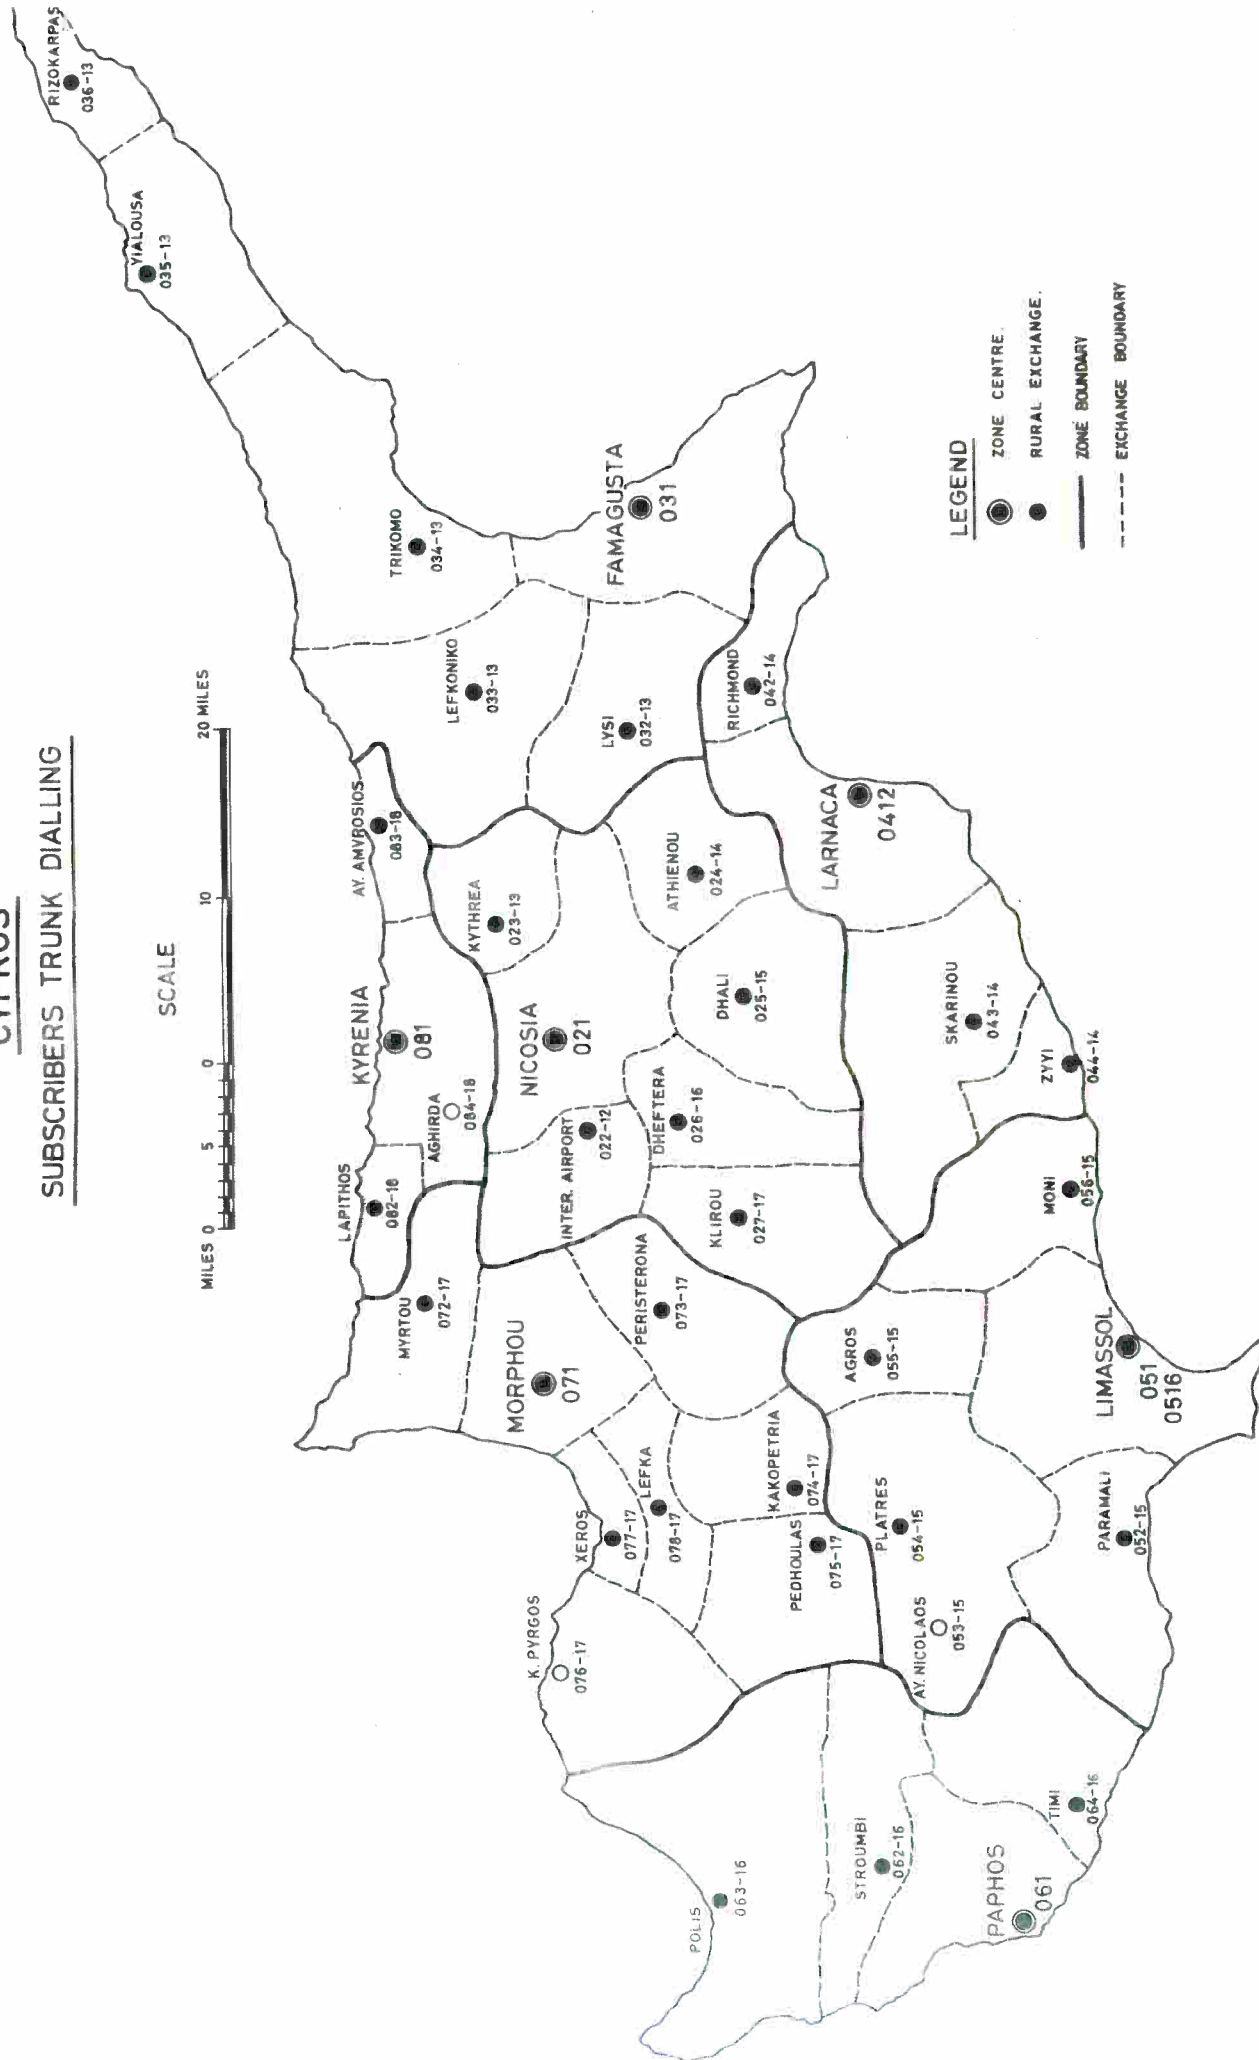 SUBSCRIBERS TRUNK DIALLING
SCALE
MILES 0 5 0 10 20 MILES
RIZOKARPAS
036-13
YIALOUSA
035-13
TRIKOMO
034-13
LEFKONIKO
033-13
LYSI
032-13
FAMAGUSTA
031
AY. AMVROSIOS
083-18
KYRENIA
081
AGHIRDA
084-18
LAPITHOS
082-18
MYRTOU
072-17
KYTHREA
023-13
NICOSIA
021
INTER. AIRPORT
022-12
ATHIENOU
024-14
DHALI
025-15
DHEFTERA
026-16
KLIROU
027-17
RICHMOND
042-14
LARNACA
0412
SKARINOU
043-14
ZYYI
044-14
MORPHOU
071
PERISTERONA
073-17
KAKOPETRIA
074-17
PEDHOULAS
075-17
K. PYRGOS
076-17
XEROS
077-17
LEFKA
078-17
MONI
056-15
AGROS
055-15
LIMASSOL
051
0516
PLATRES
054-15
AY. NICOLAOS
053-15
PARAMALI
052-15
POLIS
063-16
STROUMBI
062-16
TIMI
064-16
PAPHOS
061
LEGEND
ZONE CENTRE.
RURAL EXCHANGE.
ZONE BOUNDARY
EXCHANGE BOUNDARY